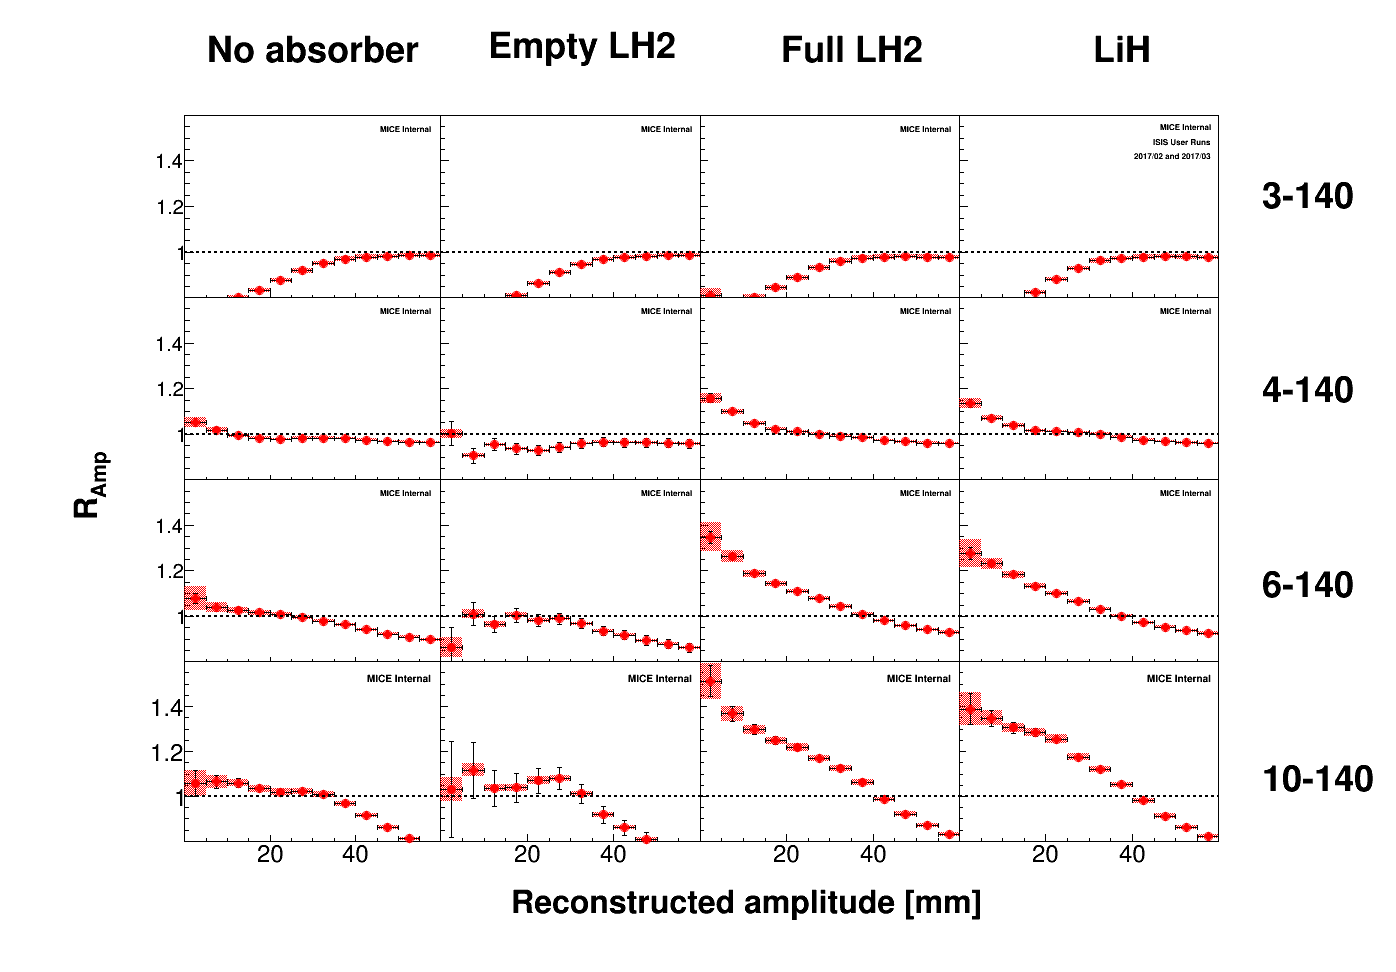 No absorber Empty LH2 Full LH2 LiH
MICE Internal MICE Internal MICE Internal MICE Internal
ISIS User Runs
2017/02 and 2017/03
1.4
1.2
1
3-140
MICE Internal MICE Internal MICE Internal MICE Internal
1.4
1.2
1
4-140
RAmp
MICE Internal MICE Internal MICE Internal MICE Internal
1.4
1.2
1
6-140
MICE Internal MICE Internal MICE Internal MICE Internal
1.4
1.2
1
10-140
20 40 20 40 20 40 20 40
Reconstructed amplitude [mm]